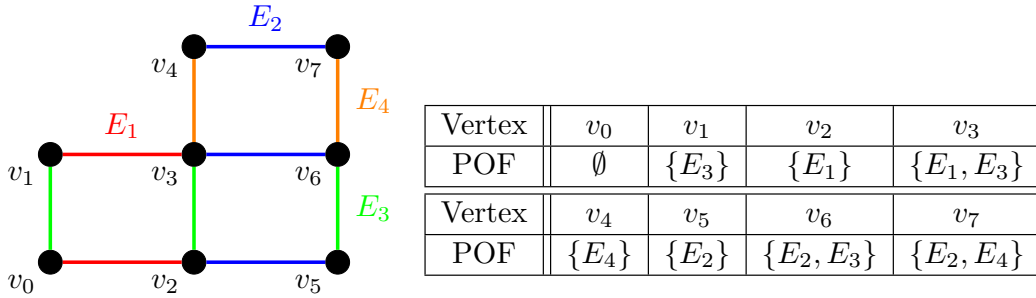 E₂
v₄ v₇
E₄
E₁
v₁ v₃ v₆
E₃
v₀ v₂ v₅
Vertex v₀ v₁ v₂ v₃
POF ∅ {E₃} {E₁} {E₁, E₃}
Vertex v₄ v₅ v₆ v₇
POF {E₄} {E₂} {E₂, E₃} {E₂, E₄}